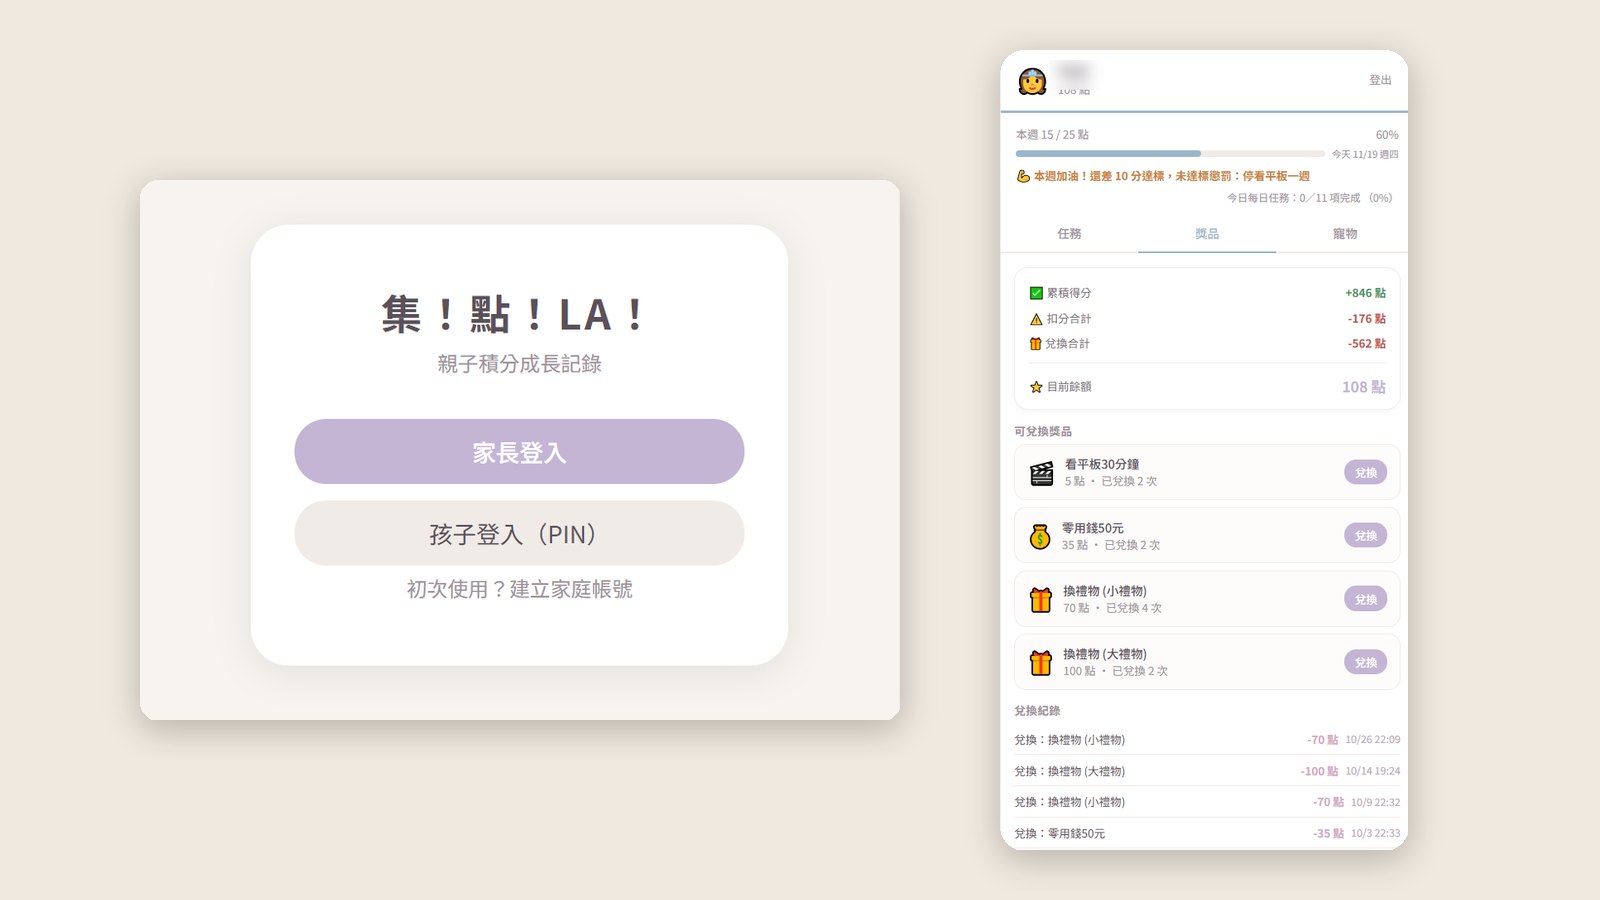 集！點！LA！
親子積分成長記錄
家長登入
孩子登入（PIN）
初次使用？建立家庭帳號
108 點
登出
本週 15 / 25 點
60%
今天 11/19 週四
本週加油！還差 10 分達標，未達標懲罰：停看平板一週
今日每日任務：0／11 項完成 （0%）
任務
獎品
寵物
累積得分
+846 點
扣分合計
-176 點
兌換合計
-562 點
目前餘額
108 點
可兌換獎品
看平板30分鐘
5 點 ・ 已兌換 2 次
兌換
零用錢50元
35 點 ・ 已兌換 2 次
兌換
換禮物 (小禮物)
70 點 ・ 已兌換 4 次
兌換
換禮物 (大禮物)
100 點 ・ 已兌換 2 次
兌換
兌換紀錄
兌換：換禮物 (小禮物) -70 點 10/26 22:09
兌換：換禮物 (大禮物) -100 點 10/14 19:24
兌換：換禮物 (小禮物) -70 點 10/9 22:32
兌換：零用錢50元 -35 點 10/3 22:33